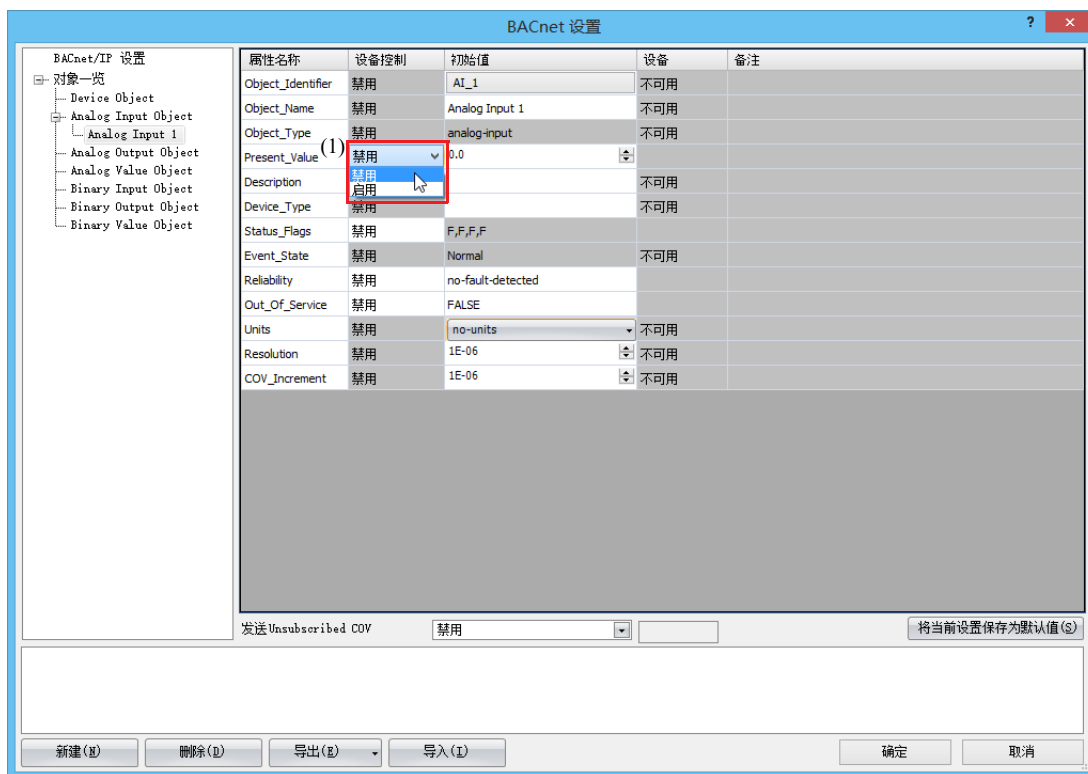 BACnet 设置
?
BACnet/IP 设置
对象一览
Device Object
Analog Input Object
Analog Input 1
Analog Output Object
Analog Value Object
Binary Input Object
Binary Output Object
Binary Value Object
属性名称 设备控制 初始值 设备 备注
Object_Identifier 禁用 AI_1 不可用
Object_Name 禁用 Analog Input 1 不可用
Object_Type 禁用 analog-input 不可用
Present_Value (1) 禁用 0.0
禁用
启用
Description 不可用
Device_Type 禁用 不可用
Status_Flags 禁用 F,F,F,F
Event_State 禁用 Normal 不可用
Reliability 禁用 no-fault-detected
Out_Of_Service 禁用 FALSE
Units 禁用 no-units 不可用
Resolution 禁用 1E-06 不可用
COV_Increment 禁用 1E-06 不可用
发送Unsubscribed COV 禁用 将当前设置保存为默认值(S)
新建(N) 删除(D) 导出(E) 导入(I) 确定 取消